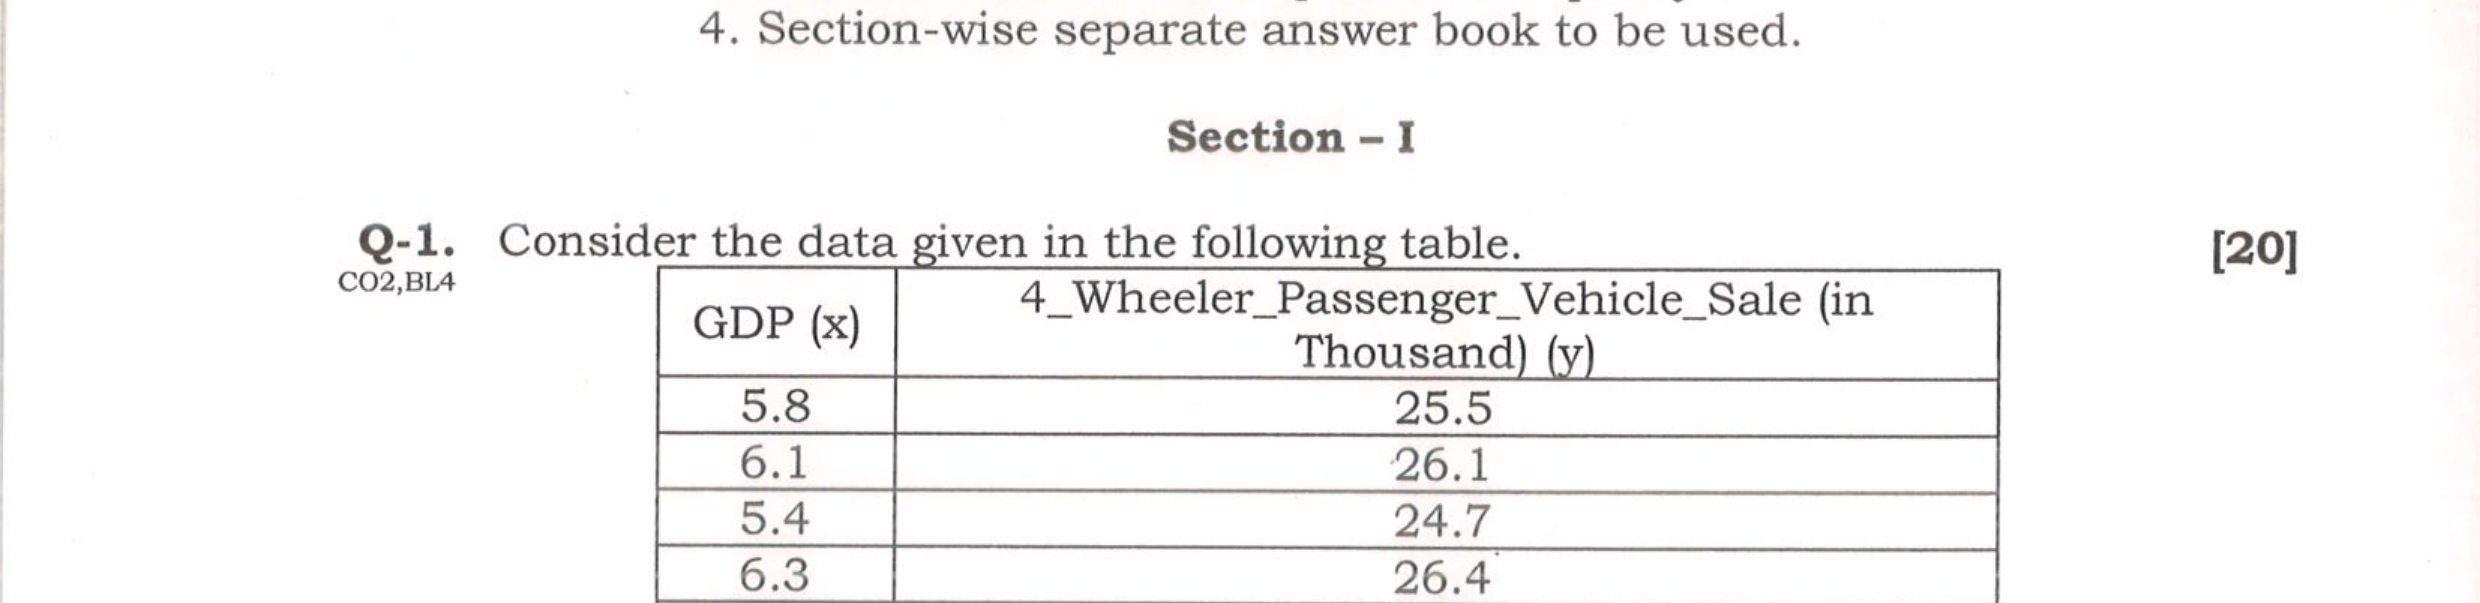 4. Section-wise separate answer book to be used.
Section – I
Q-1. Consider the data given in the following table. [20]
CO2,BL4
GDP (x) 4_Wheeler_Passenger_Vehicle_Sale (in
Thousand) (y)
5.8 25.5
6.1 26.1
5.4 24.7
6.3 26.4